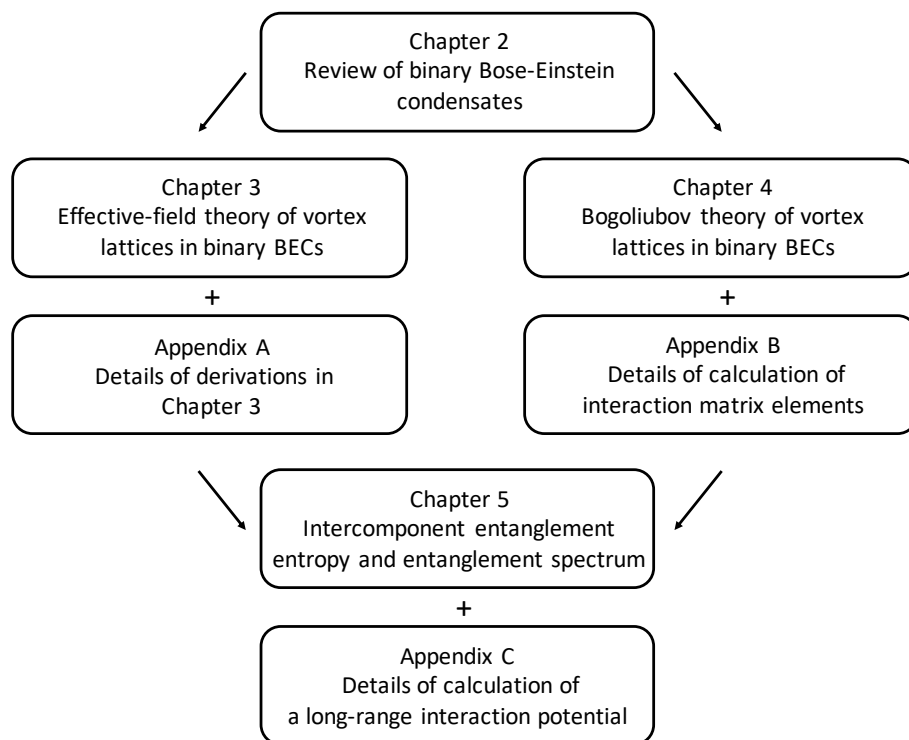 Chapter 2
Review of binary Bose-Einstein
condensates
Chapter 3
Effective-field theory of vortex
lattices in binary BECs
+
Appendix A
Details of derivations in
Chapter 3
Chapter 4
Bogoliubov theory of vortex
lattices in binary BECs
+
Appendix B
Details of calculation of
interaction matrix elements
Chapter 5
Intercomponent entanglement
entropy and entanglement spectrum
+
Appendix C
Details of calculation of
a long-range interaction potential